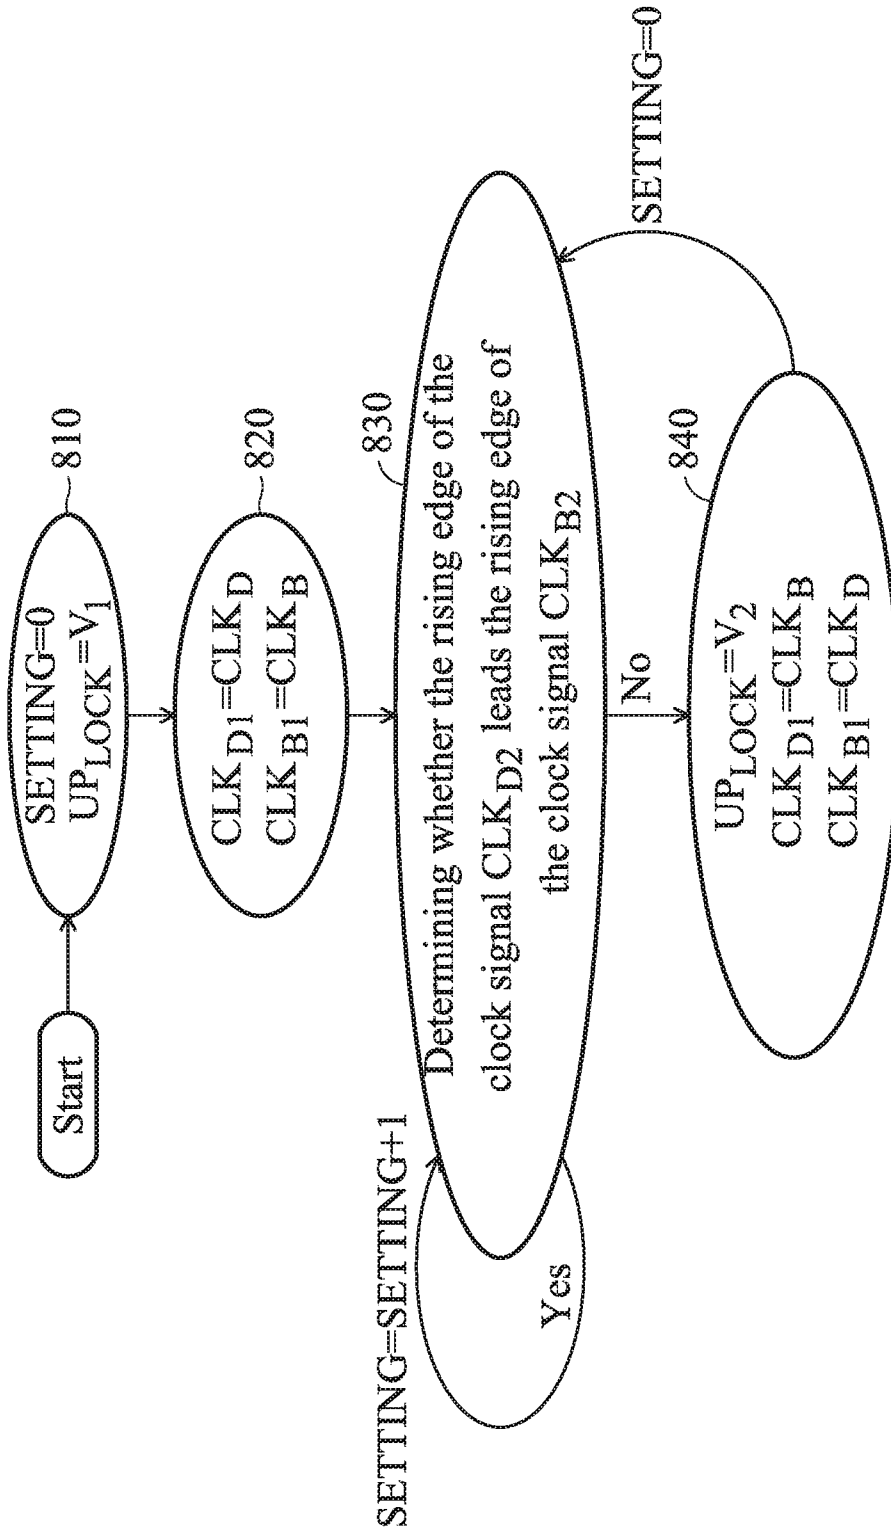 Start
SETTING=0
UP_LOCK=V_1
810
CLK_D1=CLK_D
CLK_B1=CLK_B
820
Determining whether the rising edge of the
clock signal CLK_D2 leads the rising edge of
the clock signal CLK_B2
830
SETTING=SETTING+1
Yes
No
UP_LOCK=V_2
CLK_D1=CLK_B
CLK_B1=CLK_D
840
SETTING=0